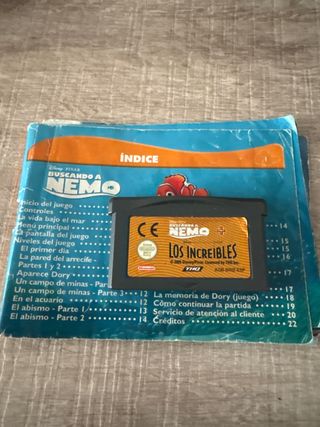 ÍNDICE
Disney · PIXAR
BUSCANDO A
NEMO
Inicio del juego
Controles
La vida bajo el mar
Menú principal
La pantalla del juego
Niveles del juego
El primer día
La pared del arrecife
Partes 1 y 2
Aparece Dory
Un campo de minas - Parte
Un campo de minas - Parte 3 12
En el acuario 12
El abismo - Parte 1 13
El abismo - Parte 2 14
14
15
15
16
17
17
La memoria de Dory (juego) 18
Cómo continuar la partida 19
Servicio de atención al cliente 20
Créditos 22
CE
BUSCANDO A
NEMO
LOS INCREÍBLES
Nintendo
THQ